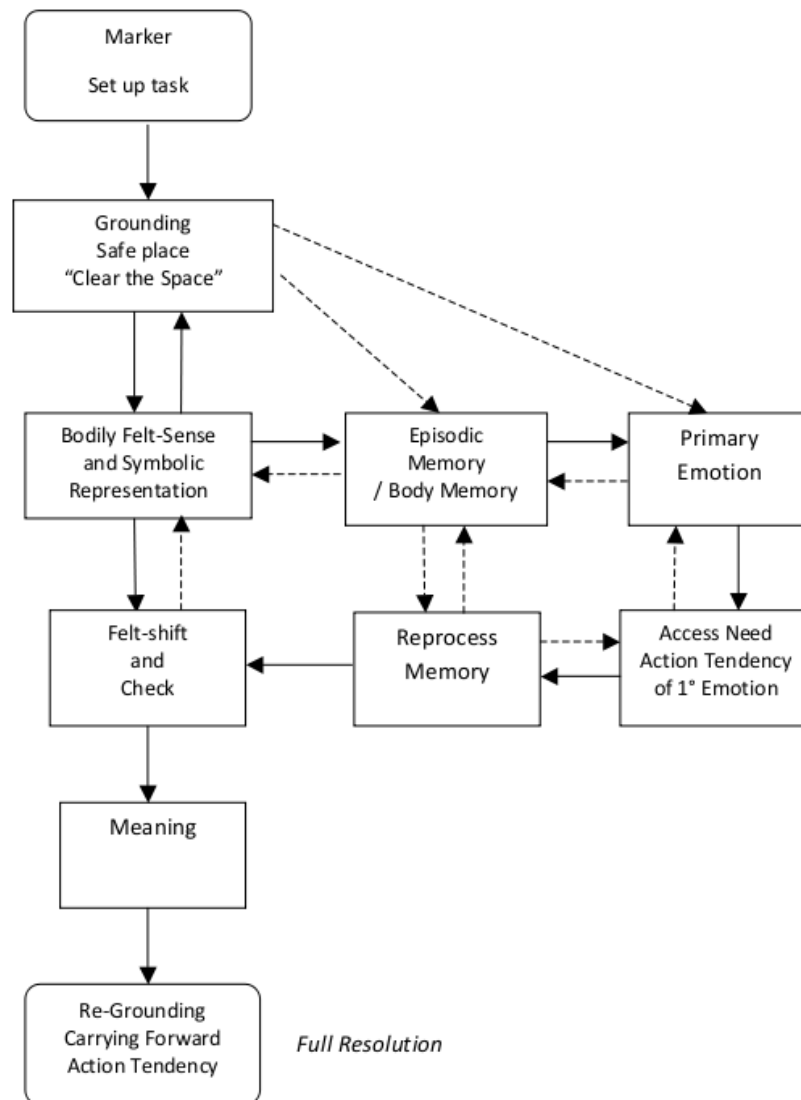 Marker
Set up task
Grounding
Safe place
“Clear the Space”
Bodily Felt-Sense
and Symbolic
Representation
Episodic
Memory
/ Body Memory
Primary
Emotion
Felt-shift
and
Check
Reprocess
Memory
Access Need
Action Tendency
of 1° Emotion
Meaning
Re-Grounding
Carrying Forward
Action Tendency
Full Resolution